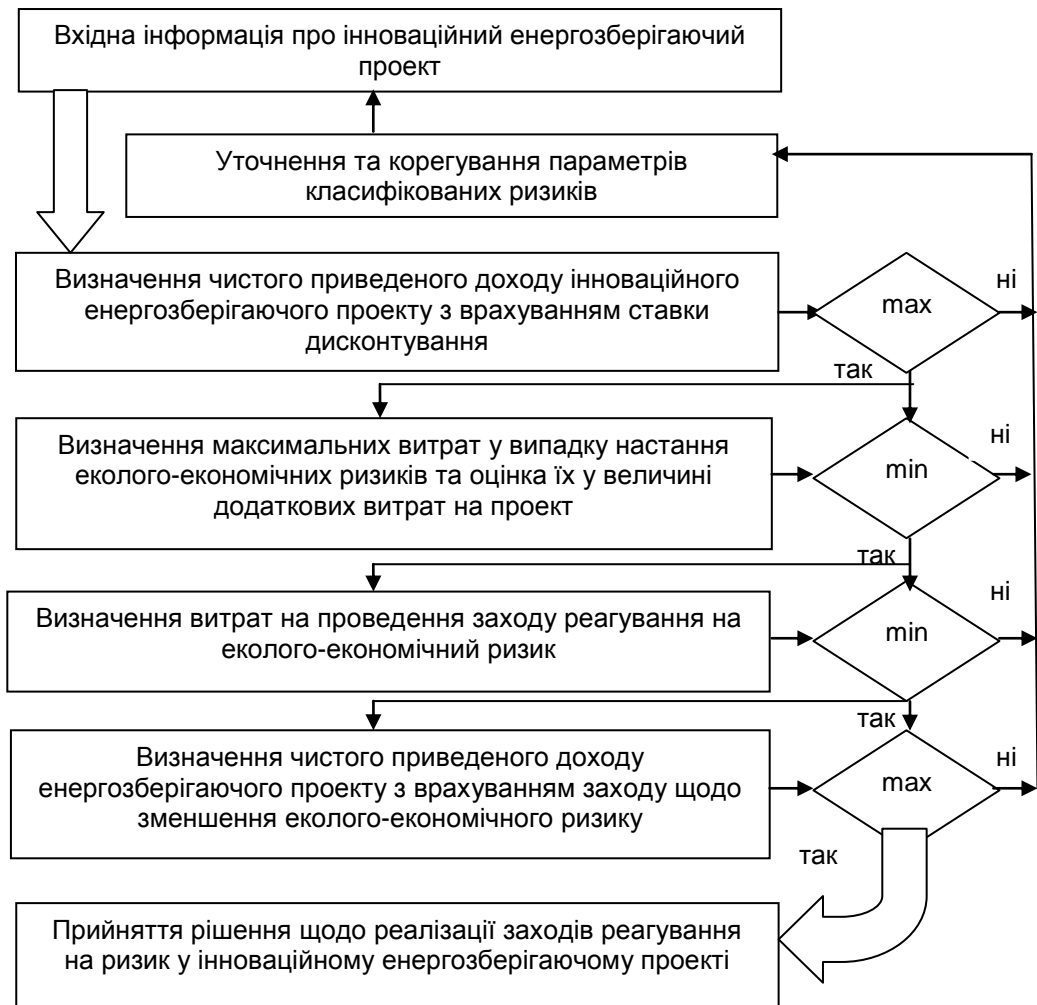 Вхідна інформація про інноваційний енергозберігаючий
проект
Уточнення та корегування параметрів
класифікованих ризиків
Визначення чистого приведеного доходу інноваційного
енергозберігаючого проекту з врахуванням ставки
дисконтування
max
ні
так
Визначення максимальних витрат у випадку настання
еколого-економічних ризиків та оцінка їх у величині
додаткових витрат на проект
min
ні
так
Визначення витрат на проведення заходу реагування на
еколого-економічний ризик
min
ні
так
Визначення чистого приведеного доходу
енергозберігаючого проекту з врахуванням заходу щодо
зменшення еколого-економічного ризику
max
ні
так
Прийняття рішення щодо реалізації заходів реагування
на ризик у інноваційному енергозберігаючому проекті